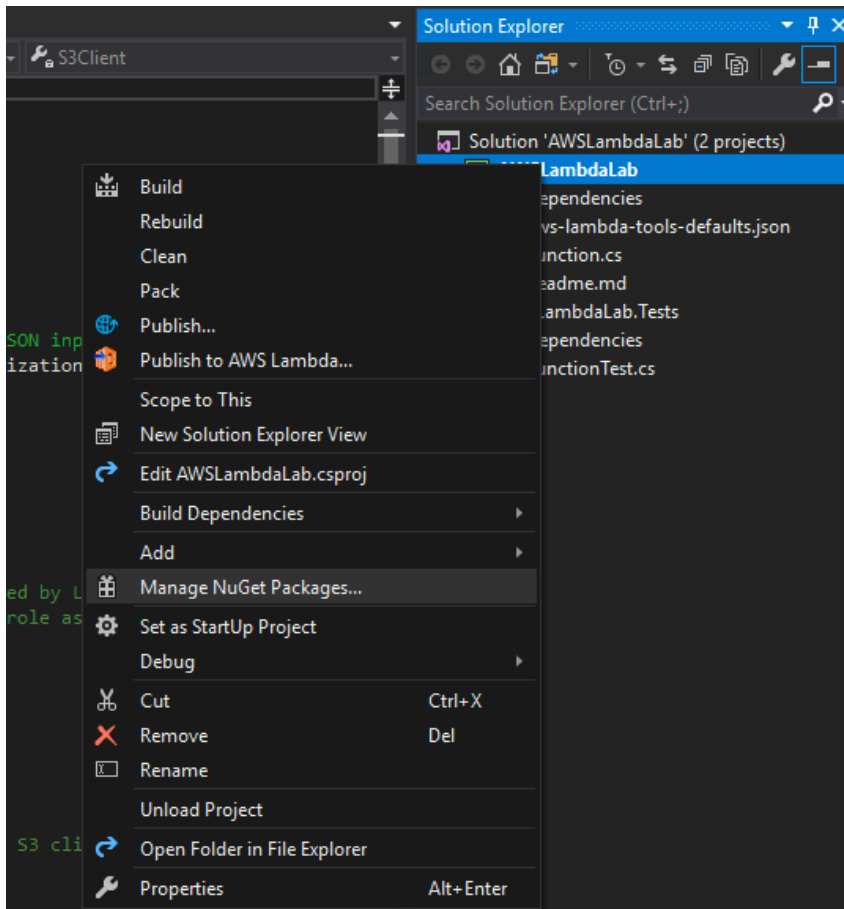 Solution Explorer
S3Client
Search Solution Explorer (Ctrl+;)
Solution 'AWSLambdaLab' (2 projects)
LambdaLab
ependencies
ws-lambda-tools-defaults.json
unction.cs
eadme.md
ambdaLab.Tests
ependencies
unctionTest.cs
SON inp
ization
ed by L
role as
S3 cli
Build
Rebuild
Clean
Pack
Publish...
Publish to AWS Lambda...
Scope to This
New Solution Explorer View
Edit AWSLambdaLab.csproj
Build Dependencies
Add
Manage NuGet Packages...
Set as StartUp Project
Debug
Cut Ctrl+X
Remove Del
Rename
Unload Project
Open Folder in File Explorer
Properties Alt+Enter